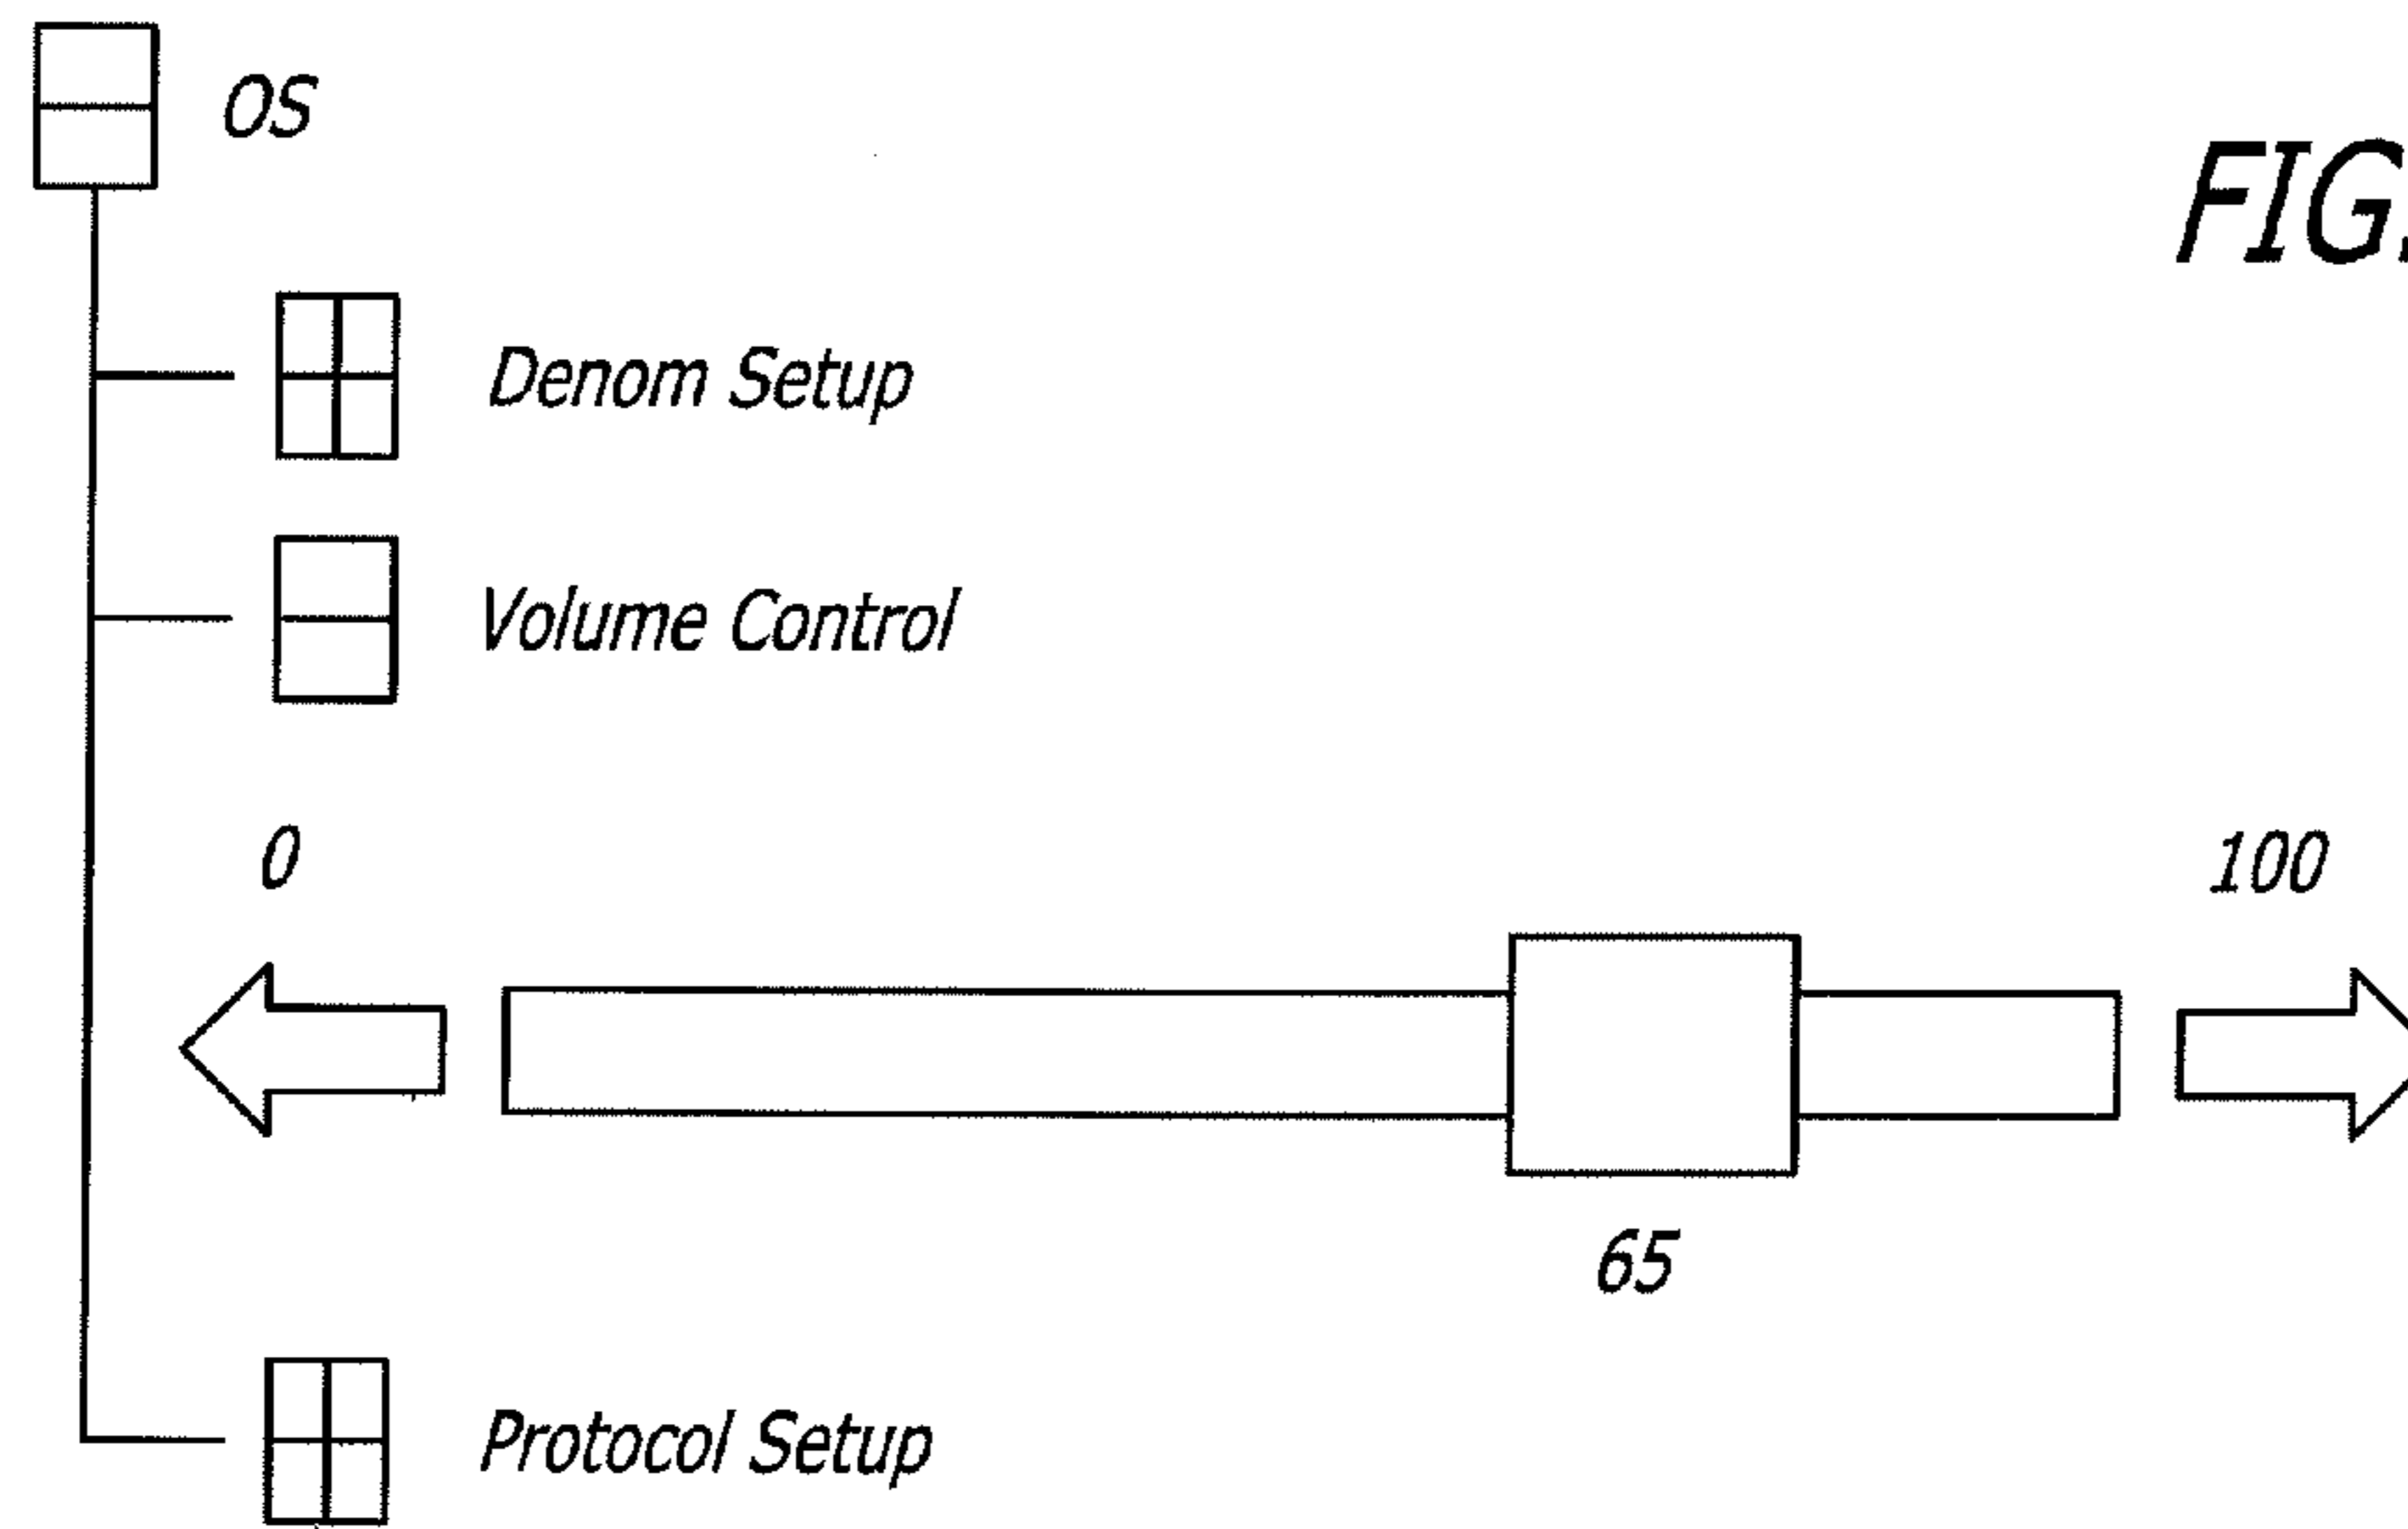 OS
FIG.
Denom Setup
Volume Control
0
100
65
Protocol Setup